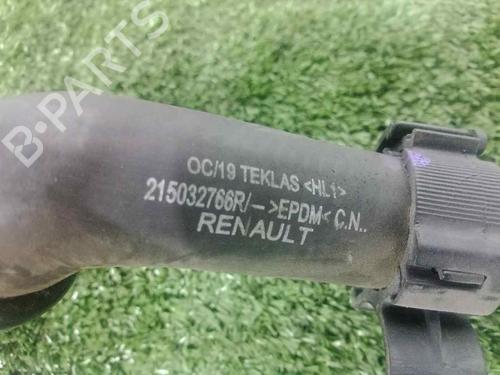 B-PARTS
OC/19 TEKLAS <HL1>
215032766R/-->EPDM< C.N..
RENAULT